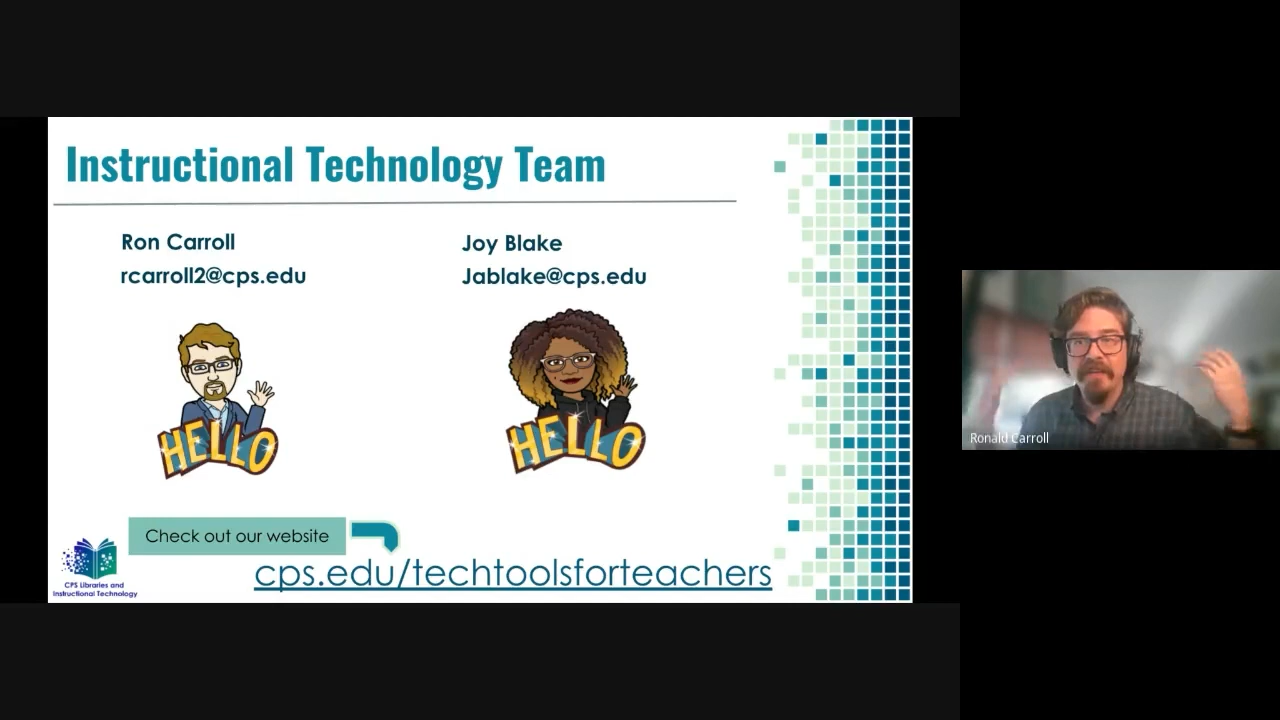 Instructional Technology Team
Ron Carroll
rcarroll2@cps.edu
Joy Blake
Jablake@cps.edu
HELLO
HELLO
Check out our website
cps.edu/techtoolsforteachers
CPS Libraries and
Instructional Technology
Ronald Carroll